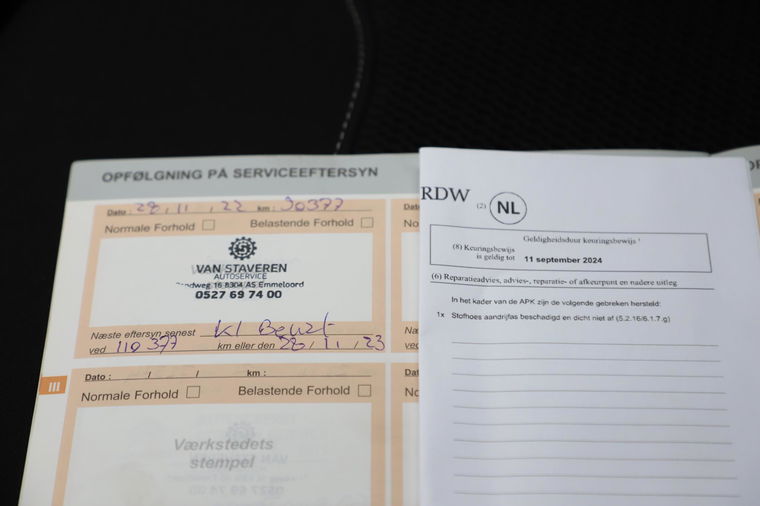 OPFØLGNING PÅ SERVICEEFTERSYN
Dato : 28 / 11 / 22 km : 90377
Normale Forhold Belastende Forhold
VAN STAVEREN
AUTOSERVICE
16 8304 AS Emmeloord
0527 69 74 00
Næste eftersyn senest Kl Beurt
ved 110 377 km eller den 28 / 11 / 23
III
Dato : / / km :
Normale Forhold Belastende Forhold
Værkstedets
stempel
RDW (2) NL
Geldigheidsduur keuringsbewijs
(8) Keuringsbewijs
is geldig tot 11 september 2024
(6) Reparatieadvies, advies-, reparatie- of afkeurpunt en nadere uitleg
In het kader van de APK zijn de volgende gebreken hersteld:
1x Stofhoes aandrijfas beschadigd en dicht niet af (5.2.16/6.1.7.g)